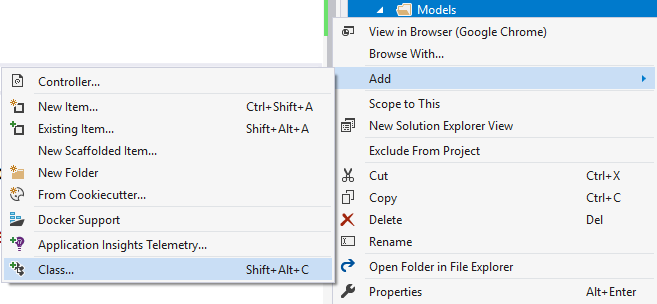 Models
View in Browser (Google Chrome)
Browse With...
Add
Scope to This
New Solution Explorer View
Exclude From Project
Cut Ctrl+X
Copy Ctrl+C
Delete Del
Rename
Open Folder in File Explorer
Properties Alt+Enter
Controller...
New Item... Ctrl+Shift+A
Existing Item... Shift+Alt+A
New Scaffolded Item...
New Folder
From Cookiecutter...
Docker Support
Application Insights Telemetry...
Class... Shift+Alt+C